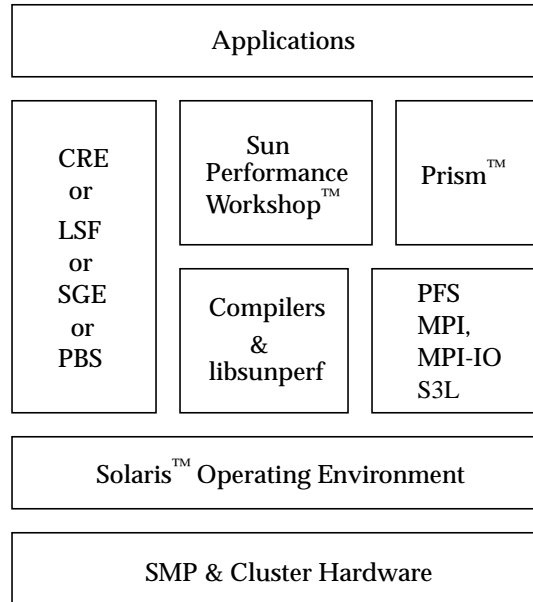 Applications
CRE
or
LSF
or
SGE
or
PBS
Sun
Performance
Workshop™
Prism™
Compilers
&
libsunperf
PFS
MPI,
MPI-IO
S3L
Solaris™ Operating Environment
SMP & Cluster Hardware